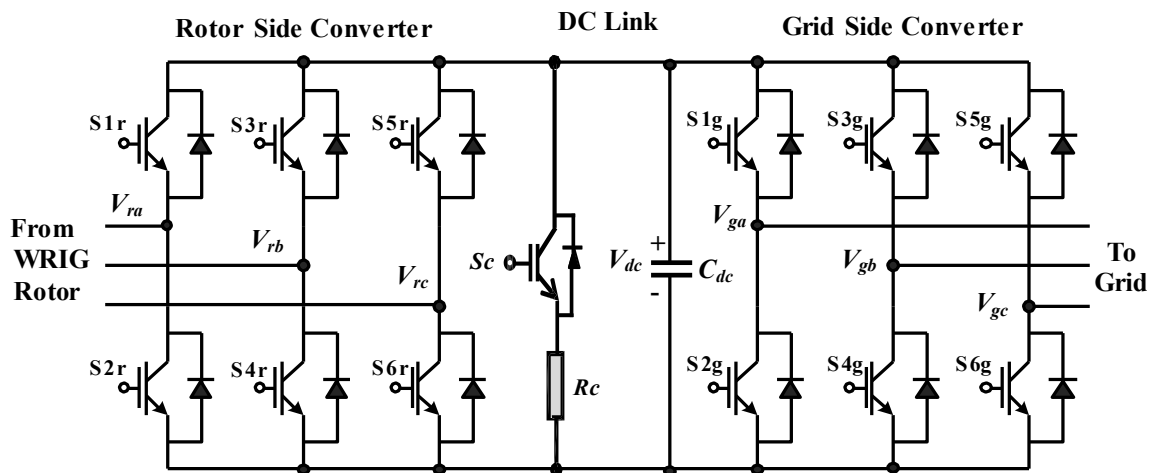 Rotor Side Converter
DC Link
Grid Side Converter
S1r
S3r
S5r
S1g
S3g
S5g
Vra
From
WRIG
Rotor
Vrb
Vrc
Sc
Vdc
+
-
Cdc
Vga
Vgb
Vgc
To
Grid
S2r
S4r
S6r
Rc
S2g
S4g
S6g